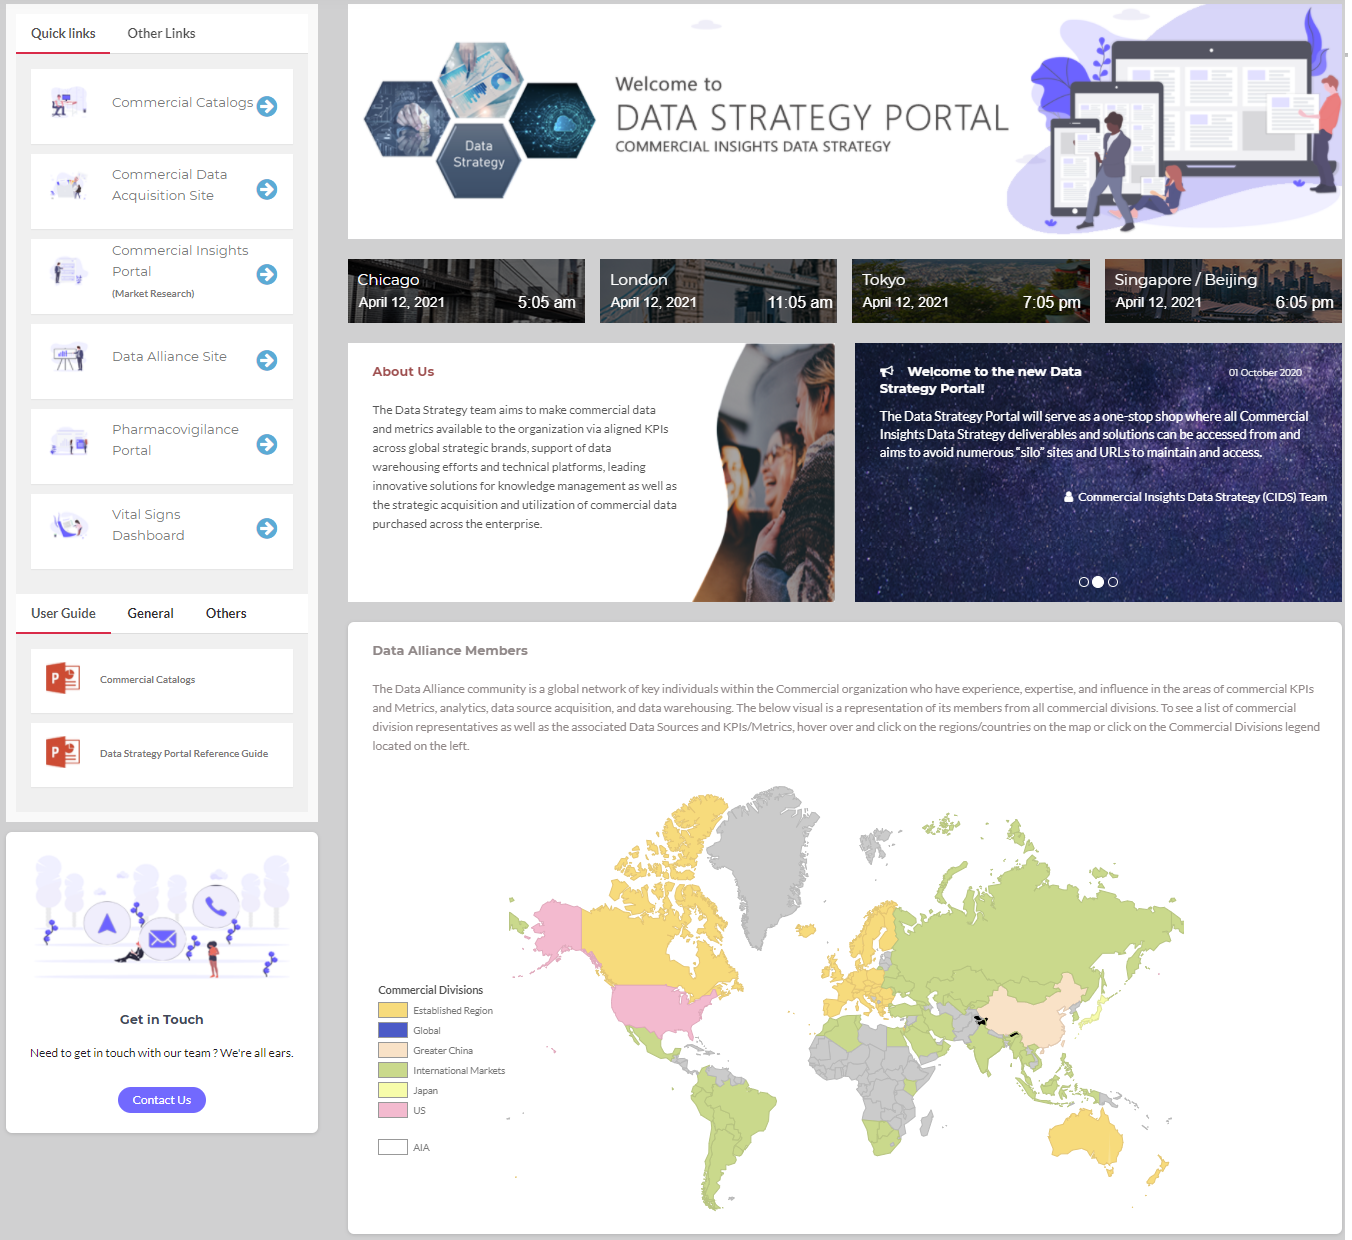 Quick links
Other Links
Commercial Catalogs
Commercial Data
Acquisition Site
Commercial Insights
Portal
(Market Research)
Data Alliance Site
Pharmacovigilance
Portal
Vital Signs
Dashboard
User Guide
General
Others
Commercial Catalogs
Data Strategy Portal Reference Guide
Get in Touch
Need to get in touch with our team ? We're all ears.
Contact Us
Data
Strategy
Welcome to
DATA STRATEGY PORTAL
COMMERCIAL INSIGHTS DATA STRATEGY
Chicago
April 12, 2021 5:05 am
London
April 12, 2021 11:05 am
Tokyo
April 12, 2021 7:05 pm
Singapore / Beijing
April 12, 2021 6:05 pm
About Us
The Data Strategy team aims to make commercial data
and metrics available to the organization via aligned KPIs
across global strategic brands, support of data
warehousing efforts and technical platforms, leading
innovative solutions for knowledge management as well as
the strategic acquisition and utilization of commercial data
purchased across the enterprise.
Welcome to the new Data
Strategy Portal!
01 October 2020
The Data Strategy Portal will serve as a one-stop shop where all Commercial
Insights Data Strategy deliverables and solutions can be accessed from and
aims to avoid numerous “silo” sites and URLs to maintain and access.
Commercial Insights Data Strategy (CIDS) Team
Data Alliance Members
The Data Alliance community is a global network of key individuals within the Commercial organization who have experience, expertise, and influence in the areas of commercial KPIs
and Metrics, analytics, data source acquisition, and data warehousing. The below visual is a representation of its members from all commercial divisions. To see a list of commercial
division representatives as well as the associated Data Sources and KPIs/Metrics, hover over and click on the regions/countries on the map or click on the Commercial Divisions legend
located on the left.
Commercial Divisions
Established Region
Global
Greater China
International Markets
Japan
US
AIA